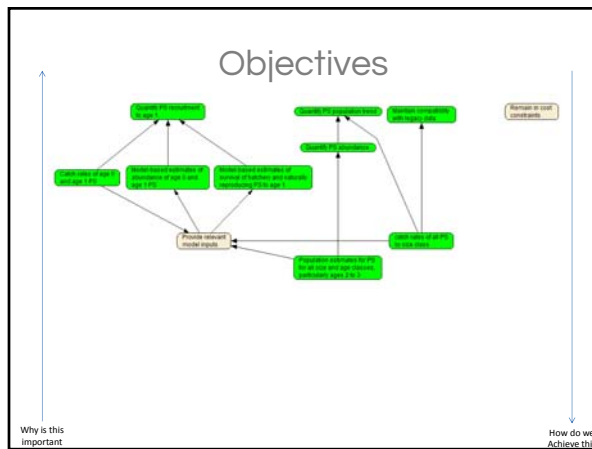 Objectives
Quantify PS recruitment
to age 1
Quantify PS population trend
Maintain compatibility
with legacy data
Remain in cost
constraints
Quantify PS abundance
Catch rates of age 0
and age 1 PS
Model-based estimates of
abundance of age 0 and
age 1 PS
Model-based estimates of
survival of hatchery and naturally
reproducing PS to age 1
Provide relevant
model inputs
Catch rates of all PS
by size class
Population estimates for PS
for all size and age classes,
particularly ages 2 to 3
Why is this
important
How do we
Achieve thi